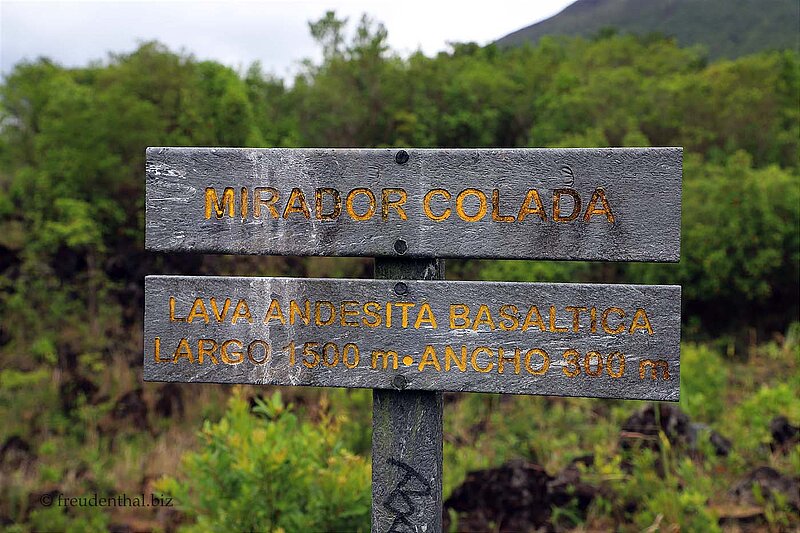 MIRADOR COLADA
LAVA ANDESITA BASALTICA
LARGO 1500 m•ANCHO 300 m
© freudenthal.biz